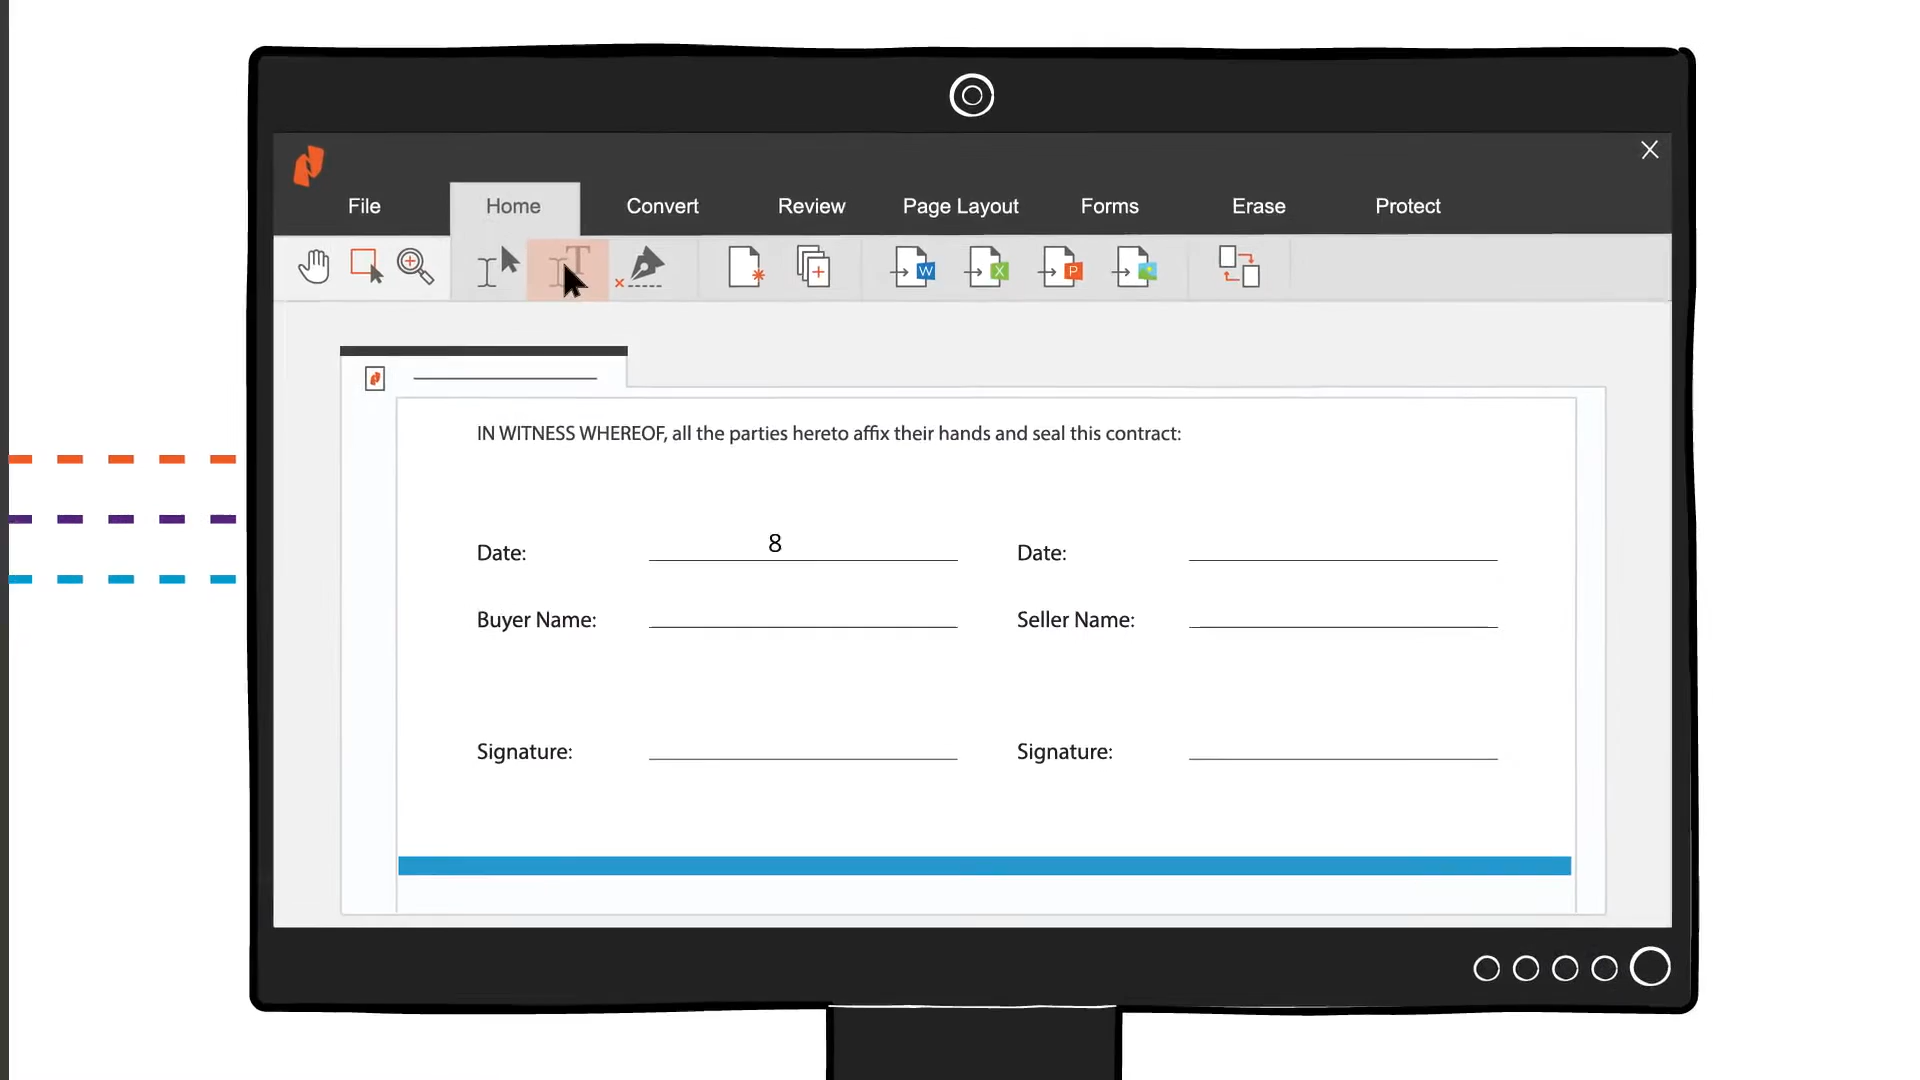 File Home Convert Review Page Layout Forms Erase Protect
T
W X P
IN WITNESS WHEREOF, all the parties hereto affix their hands and seal this contract:
Date: 8 Date:
Buyer Name: Seller Name:
Signature: Signature: